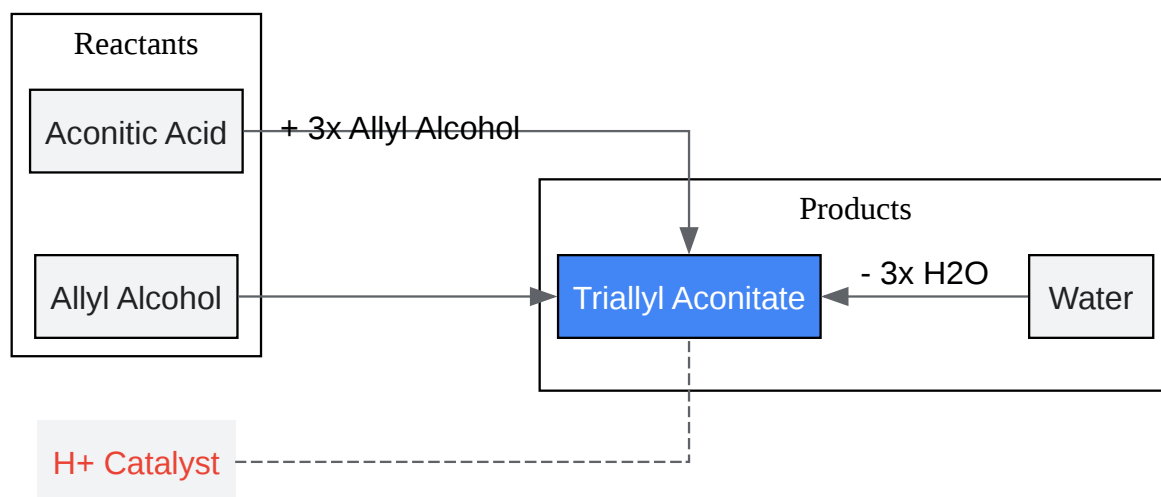 Reactants
Aconitic Acid
+ 3x Allyl Alcohol
Products
Allyl Alcohol
Triallyl Aconitate
- 3x H2O
Water
H+ Catalyst